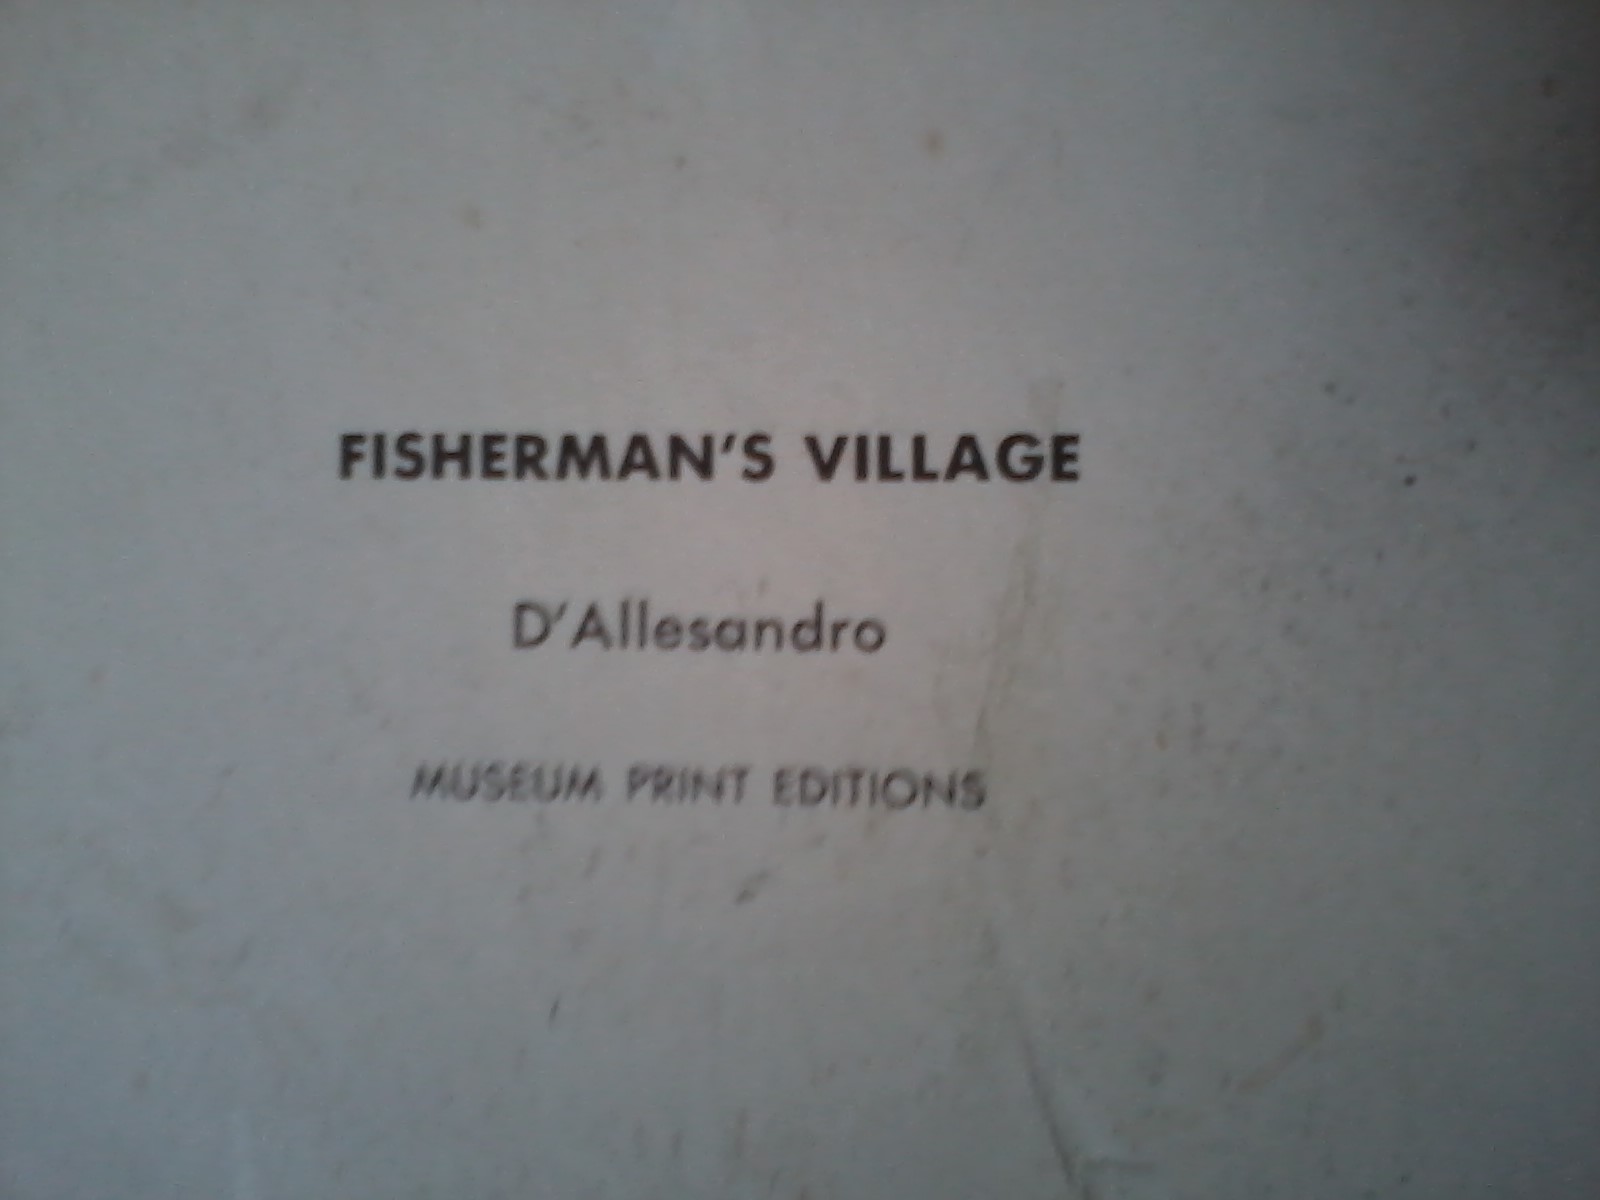 FISHERMAN'S VILLAGE
D'Allesandro
MUSEUM PRINT EDITIONS